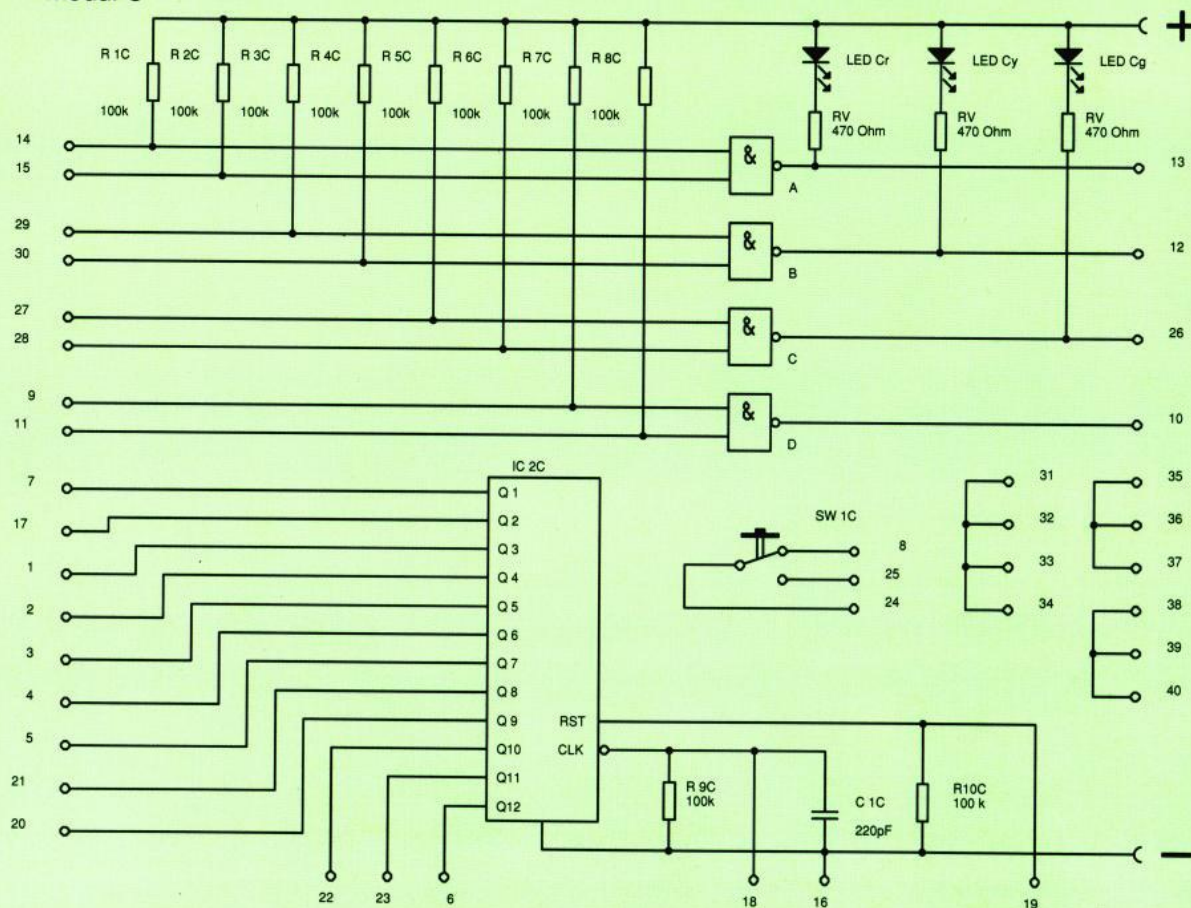 +
R 1C R 2C R 3C R 4C R 5C R 6C R 7C R 8C
LED Cr LED Cy LED Cg
100k 100k 100k 100k 100k 100k 100k 100k
RV RV RV
470 Ohm 470 Ohm 470 Ohm
14
15
&
A
13
29
30
&
B
12
27
28
&
C
26
9
11
&
D
10
IC 2C
7
17
1
2
3
4
5
21
20
Q 1
Q 2
Q 3
Q 4
Q 5
Q 6
Q 7
Q 8
Q 9
Q10
Q11
Q12
RST
CLK
SW 1C
8
25
24
31
32
33
34
35
36
37
38
39
40
R 9C
100k
C 1C
220pF
R10C
100 k
−
22 23 6 18 16 19